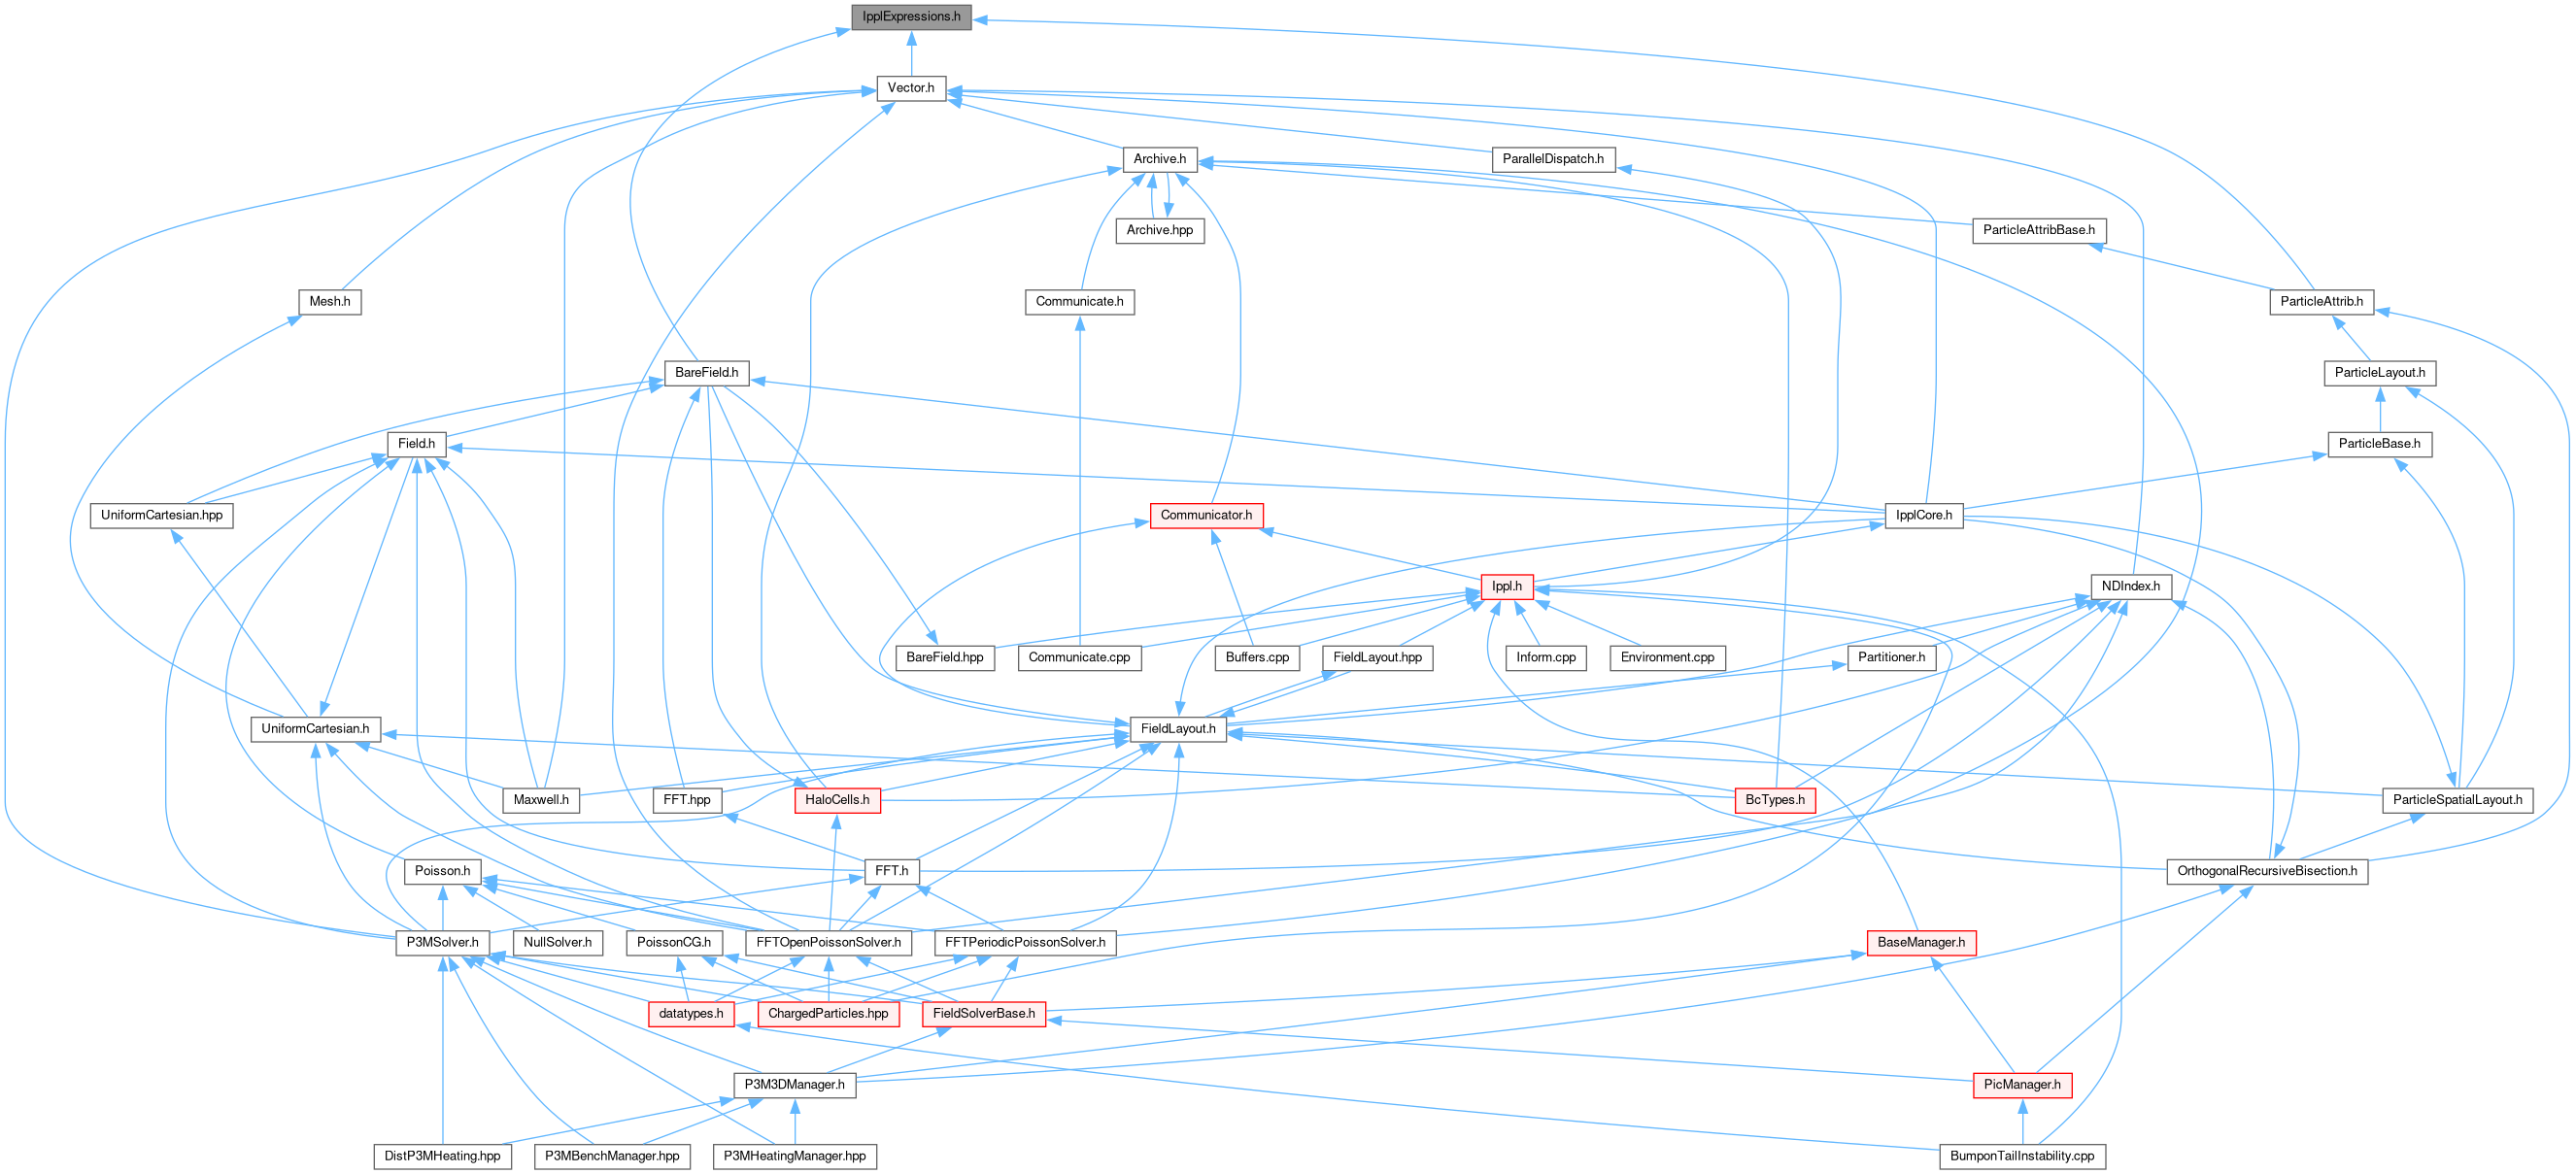 IpplExpressions.h
Vector.h
Archive.h
ParallelDispatch.h
Archive.hpp
ParticleAttribBase.h
Mesh.h
Communicate.h
ParticleAttrib.h
BareField.h
ParticleLayout.h
Field.h
ParticleBase.h
UniformCartesian.hpp
Communicator.h
IpplCore.h
Ippl.h
NDIndex.h
BareField.hpp
Communicate.cpp
Buffers.cpp
FieldLayout.hpp
Inform.cpp
Environment.cpp
Partitioner.h
UniformCartesian.h
FieldLayout.h
Maxwell.h
FFT.hpp
HaloCells.h
BcTypes.h
ParticleSpatialLayout.h
Poisson.h
FFT.h
OrthogonalRecursiveBisection.h
P3MSolver.h
NullSolver.h
PoissonCG.h
FFTOpenPoissonSolver.h
FFTPeriodicPoissonSolver.h
BaseManager.h
datatypes.h
ChargedParticles.hpp
FieldSolverBase.h
P3M3DManager.h
PicManager.h
DistP3MHeating.hpp
P3MBenchManager.hpp
P3MHeatingManager.hpp
BumponTailInstability.cpp